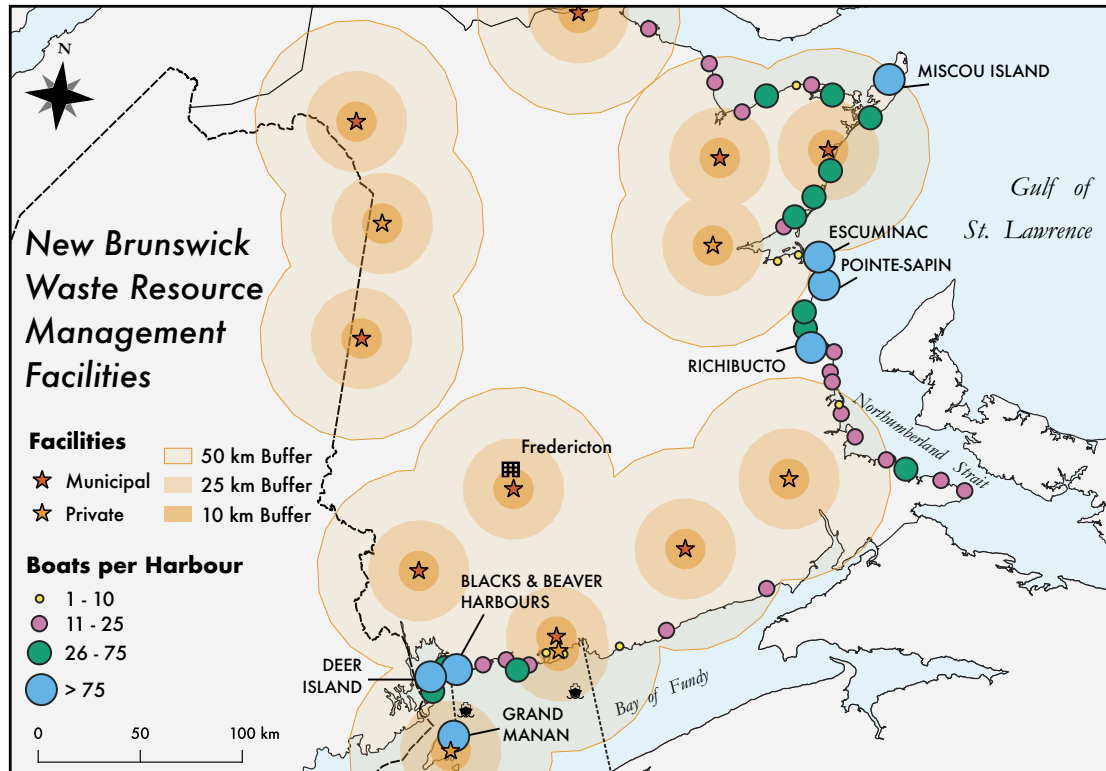 N
MISCOU ISLAND
Gulf of
St. Lawrence
ESCUMINAC
POINTE-SAPIN
RICHIBUCTO
Northumberland Strait
New Brunswick
Waste Resource
Management
Facilities
Facilities
Municipal
Private
50 km Buffer
25 km Buffer
10 km Buffer
Fredericton
Boats per Harbour
1 - 10
11 - 25
26 - 75
> 75
0 50 100 km
BLACKS & BEAVER
HARBOURS
DEER
ISLAND
GRAND
MANAN
Bay of Fundy